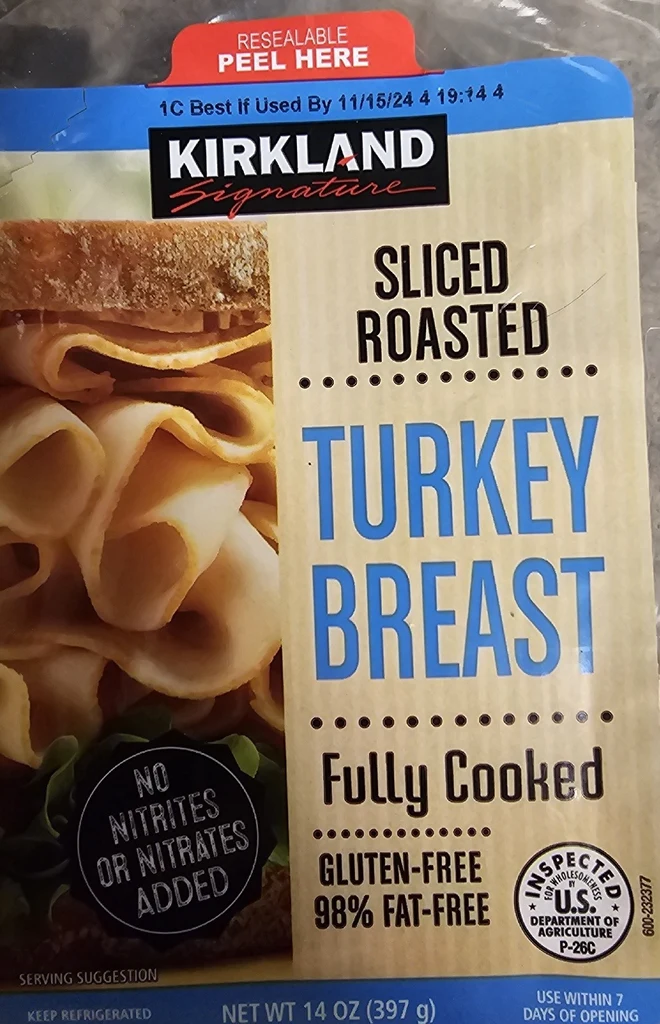 RESEALABLE
PEEL HERE
1C Best If Used By 11/15/24 4 19:14 4
KIRKLAND
Signature
SLICED
ROASTED
TURKEY
BREAST
Fully Cooked
NO
NITRITES
OR NITRATES
ADDED
GLUTEN-FREE
98% FAT-FREE
INSPECTED
FOR WHOLESOMENESS
BY
U.S.
DEPARTMENT OF
AGRICULTURE
P-26C
600-232377
SERVING SUGGESTION
KEEP REFRIGERATED
NET WT 14 OZ (397 g)
USE WITHIN 7
DAYS OF OPENING